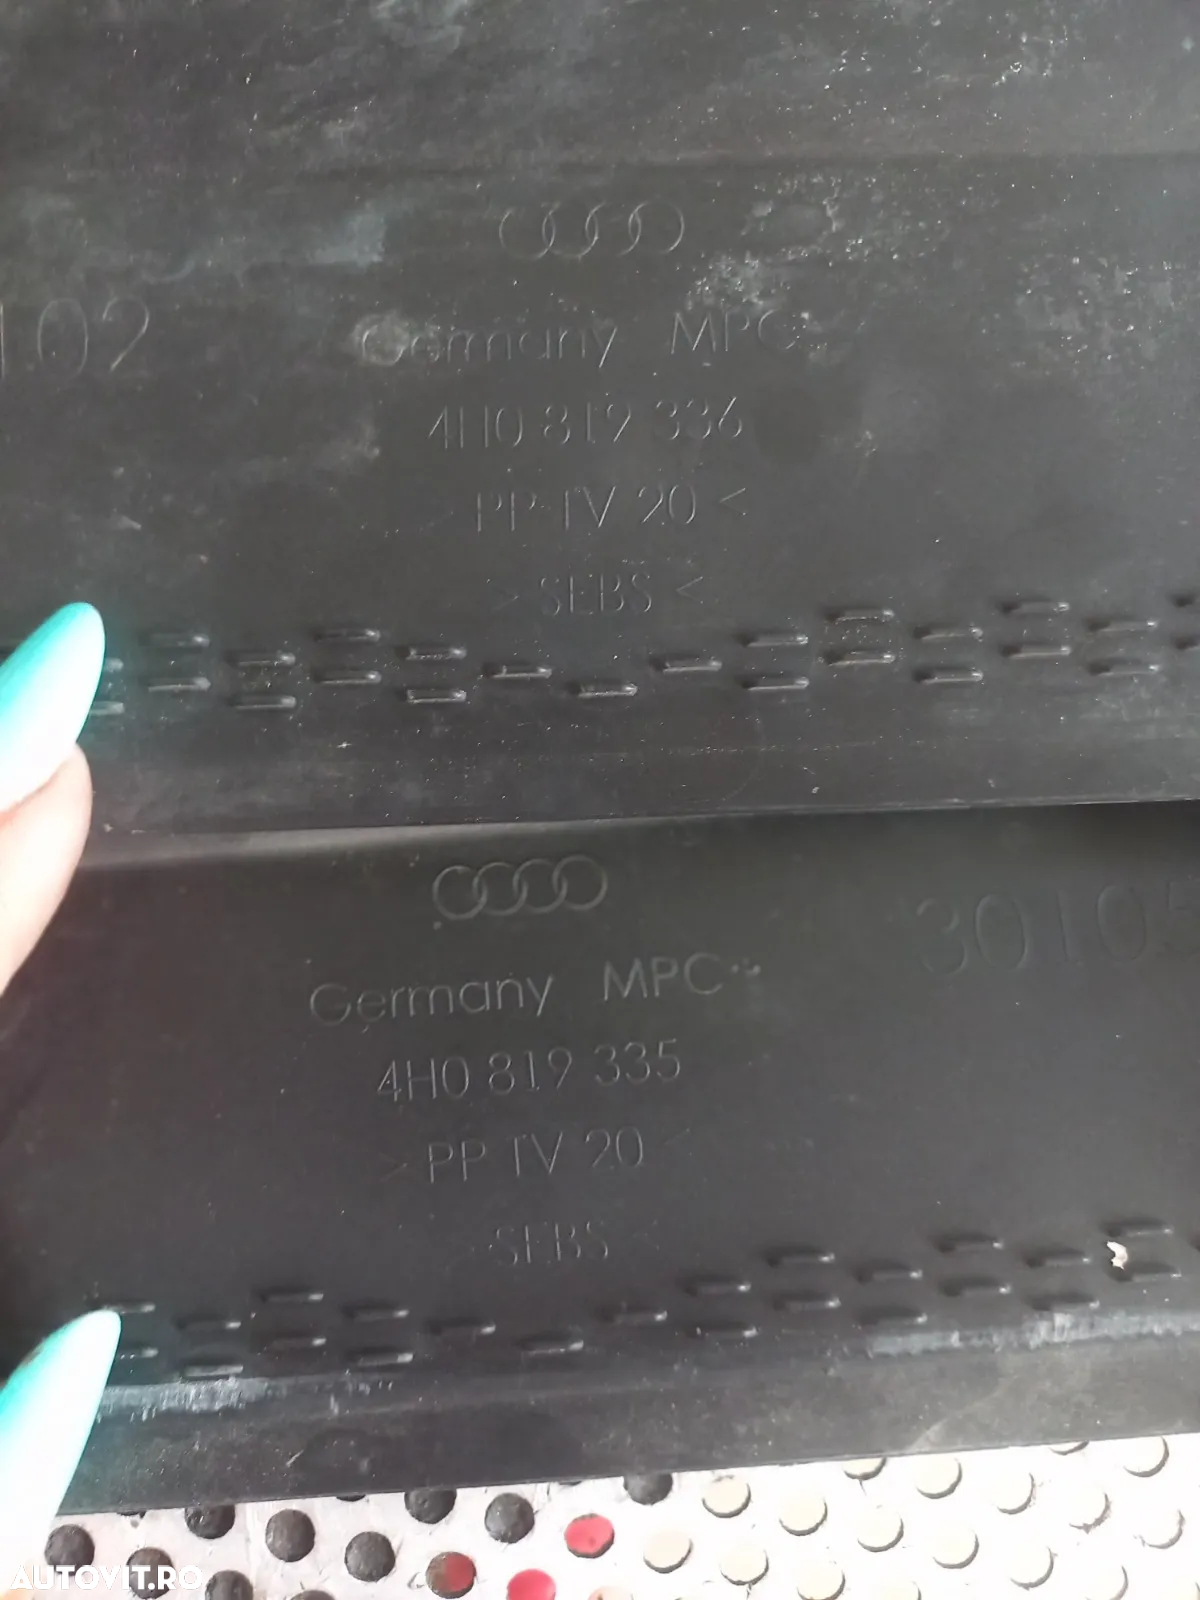 102
Germany MPC
4H0 819 336
> PP TV 20 <
> SEBS <
30105
Germany MPC
4H0 819 335
> PP TV 20 <
SEBS <
AUTOVIT.RO